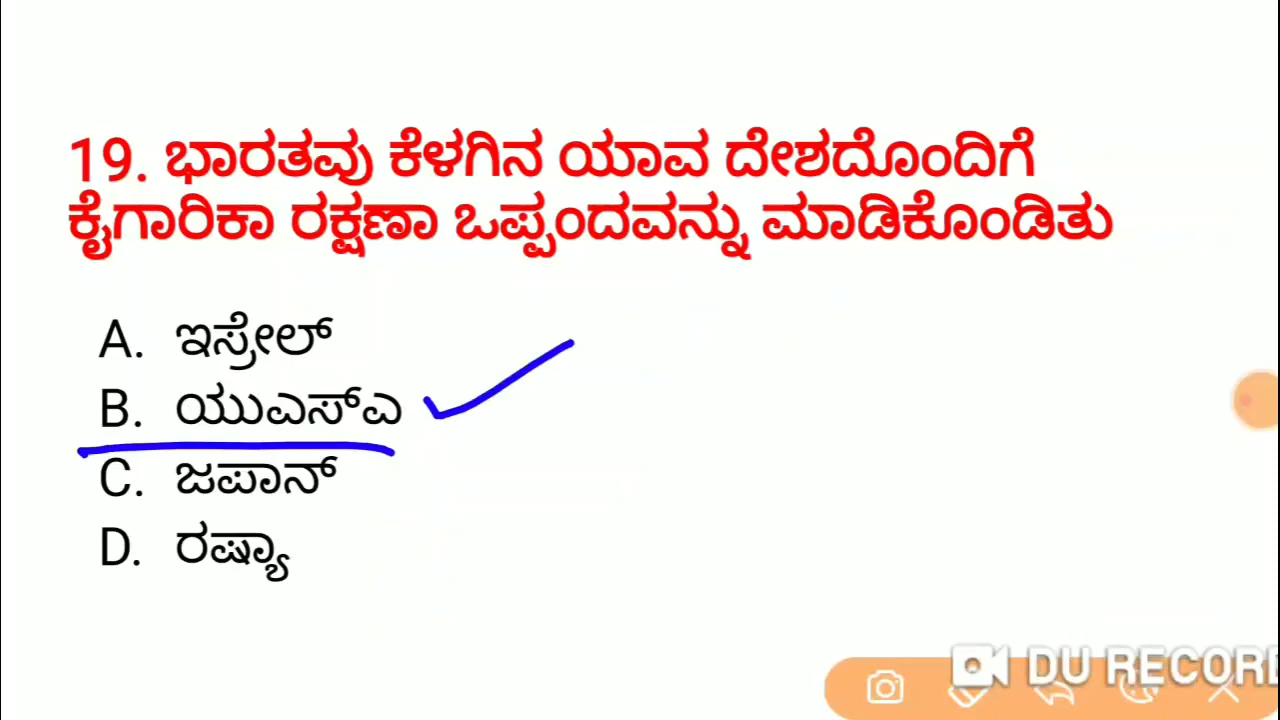 19. ಭಾರತವು ಕೆಳಗಿನ ಯಾವ ದೇಶದೊಂದಿಗೆ
ಕೈಗಾರಿಕಾ ರಕ್ಷಣಾ ಒಪ್ಪಂದವನ್ನು ಮಾಡಿಕೊಂಡಿತು
A. ಇಸ್ರೇಲ್
B. ಯುಎಸ್ಎ
C. ಜಪಾನ್
D. ರಷ್ಯಾ
DU RECORD